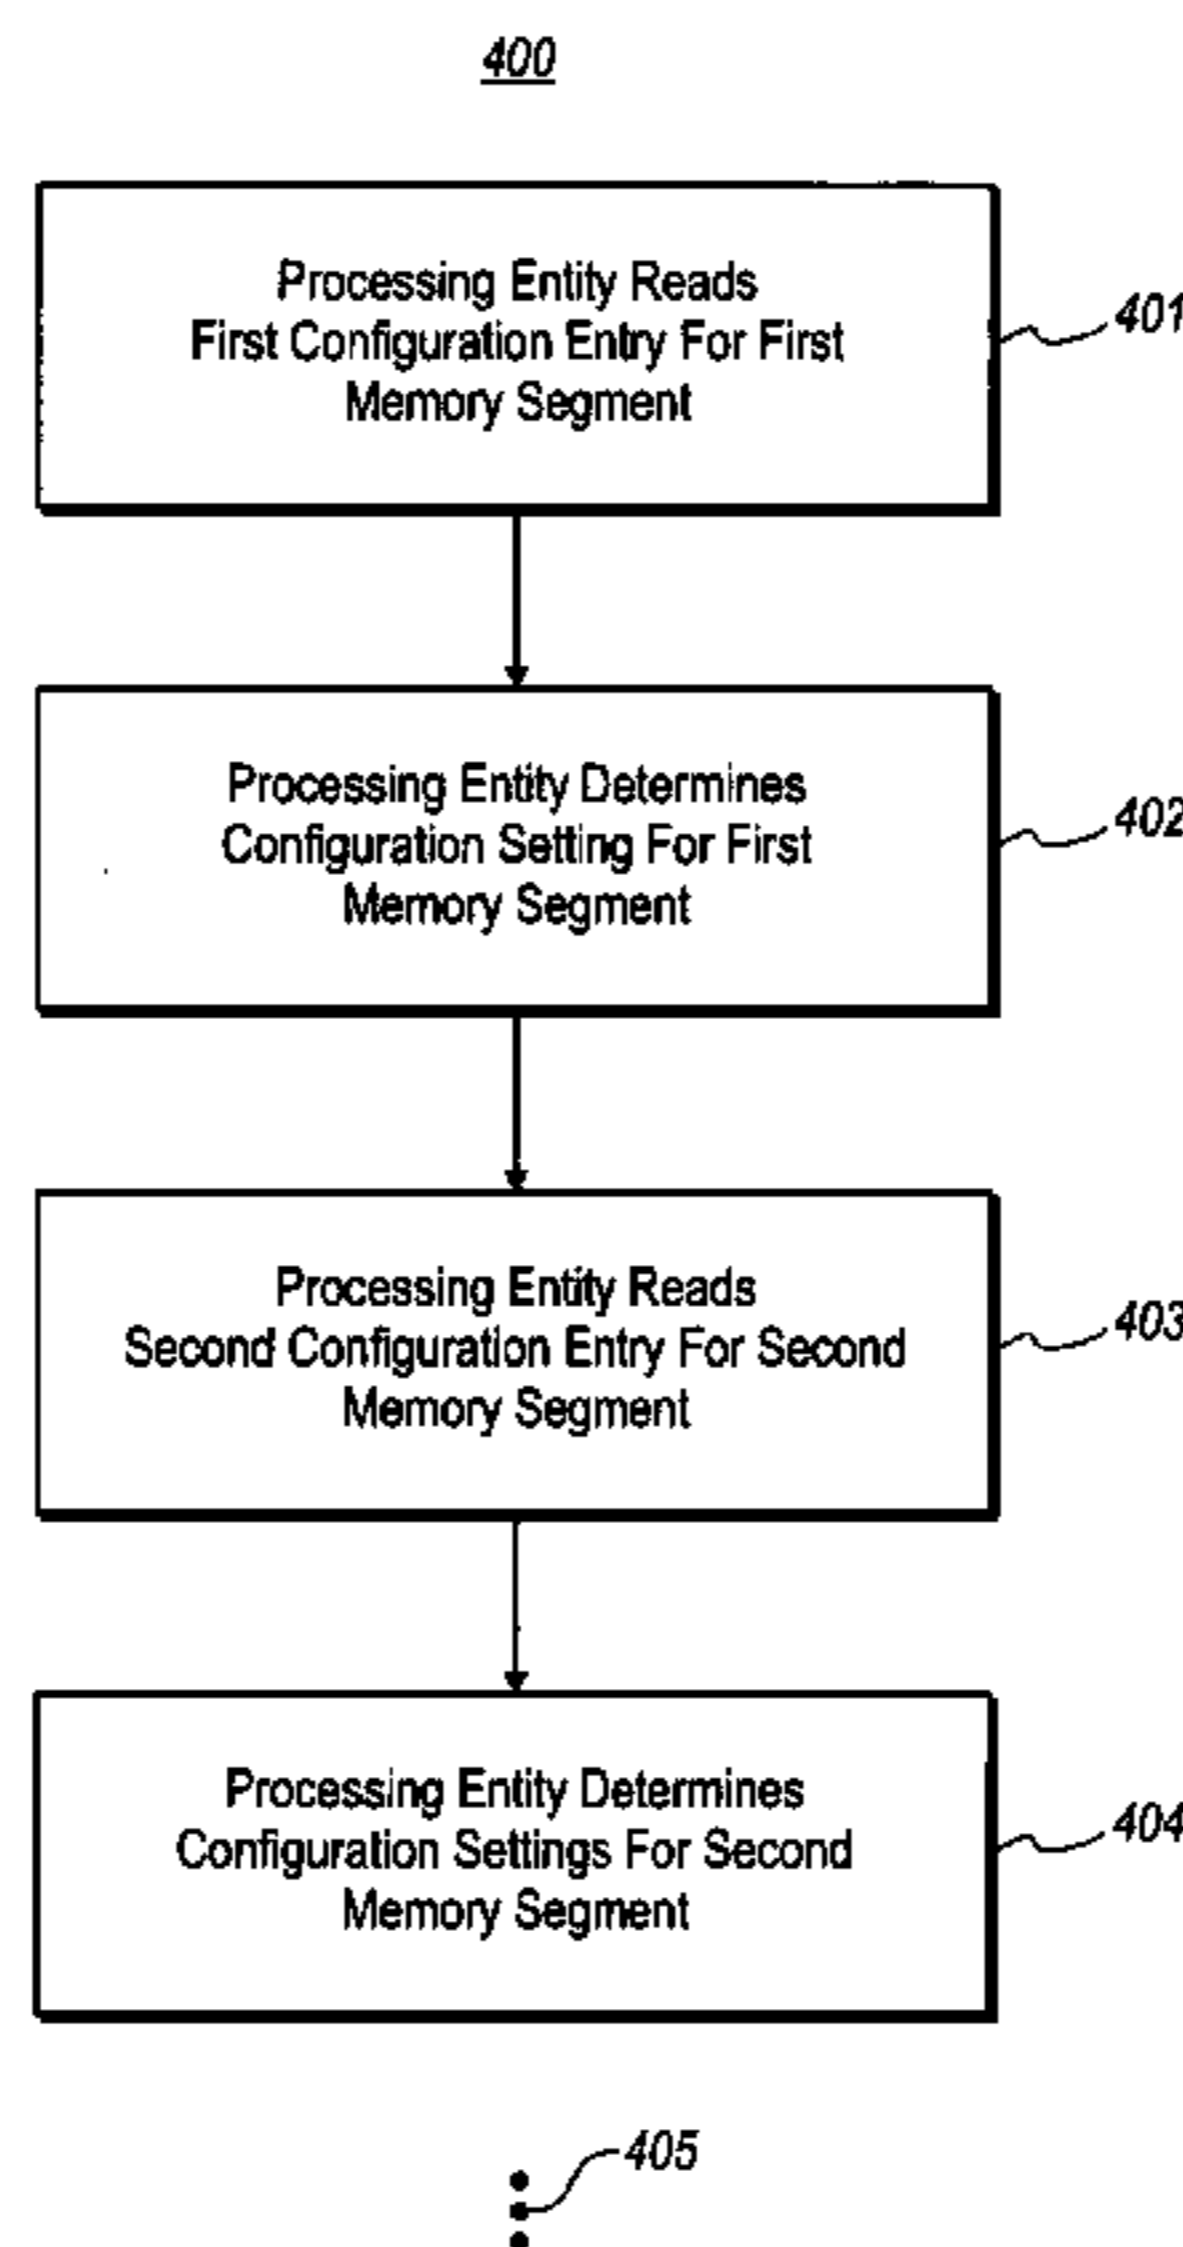 400
Processing Entity Reads
First Configuration Entry For First
Memory Segment
401
Processing Entity Determines
Configuration Setting For First
Memory Segment
402
Processing Entity Reads
Second Configuration Entry For Second
Memory Segment
403
Processing Entity Determines
Configuration Settings For Second
Memory Segment
404
405